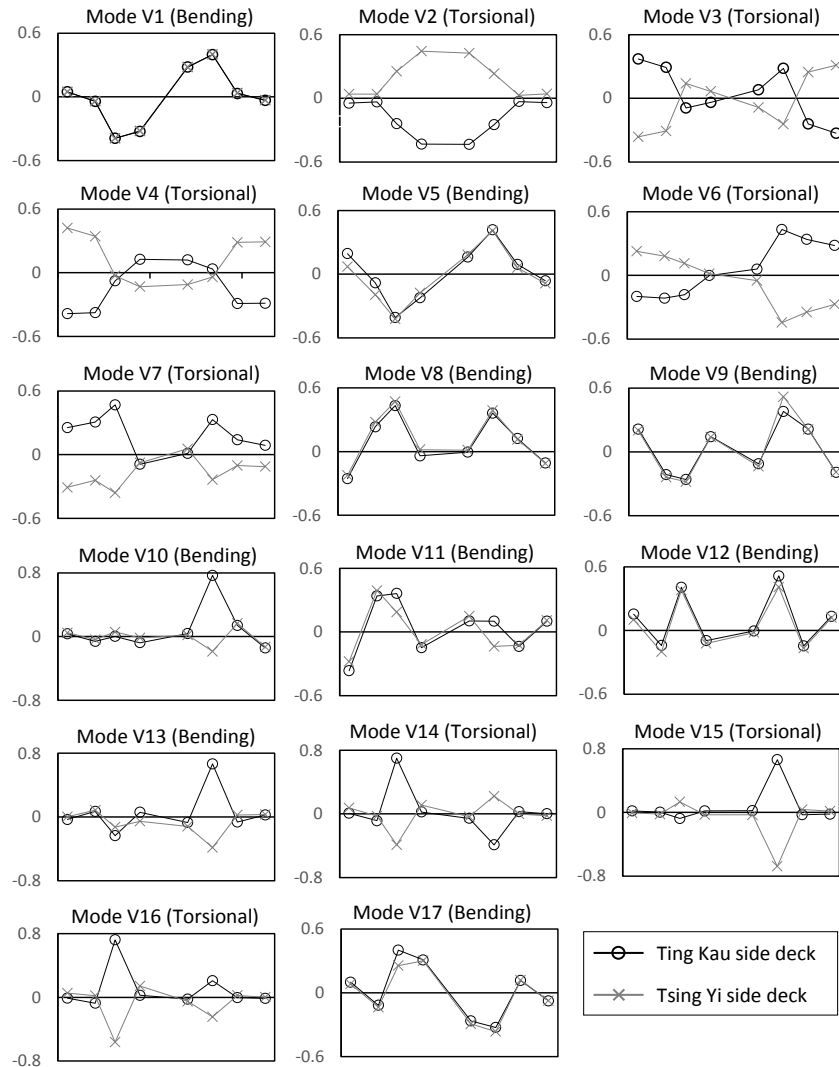 Mode V1 (Bending)
0.6
0
-0.6
Mode V2 (Torsional)
0.6
0
-0.6
Mode V3 (Torsional)
0.6
0
-0.6
Mode V4 (Torsional)
0.6
0
-0.6
Mode V5 (Bending)
0.6
0
-0.6
Mode V6 (Torsional)
0.6
0
-0.6
Mode V7 (Torsional)
0.6
0
-0.6
Mode V8 (Bending)
0.6
0
-0.6
Mode V9 (Bending)
0.6
0
-0.6
Mode V10 (Bending)
0.8
0
-0.8
Mode V11 (Bending)
0.6
0
-0.6
Mode V12 (Bending)
0.6
0
-0.6
Mode V13 (Bending)
0.8
0
-0.8
Mode V14 (Torsional)
0.8
0
-0.8
Mode V15 (Torsional)
0.8
0
-0.8
Mode V16 (Torsional)
0.8
0
-0.8
Mode V17 (Bending)
0.6
0
-0.6
Ting Kau side deck
Tsing Yi side deck